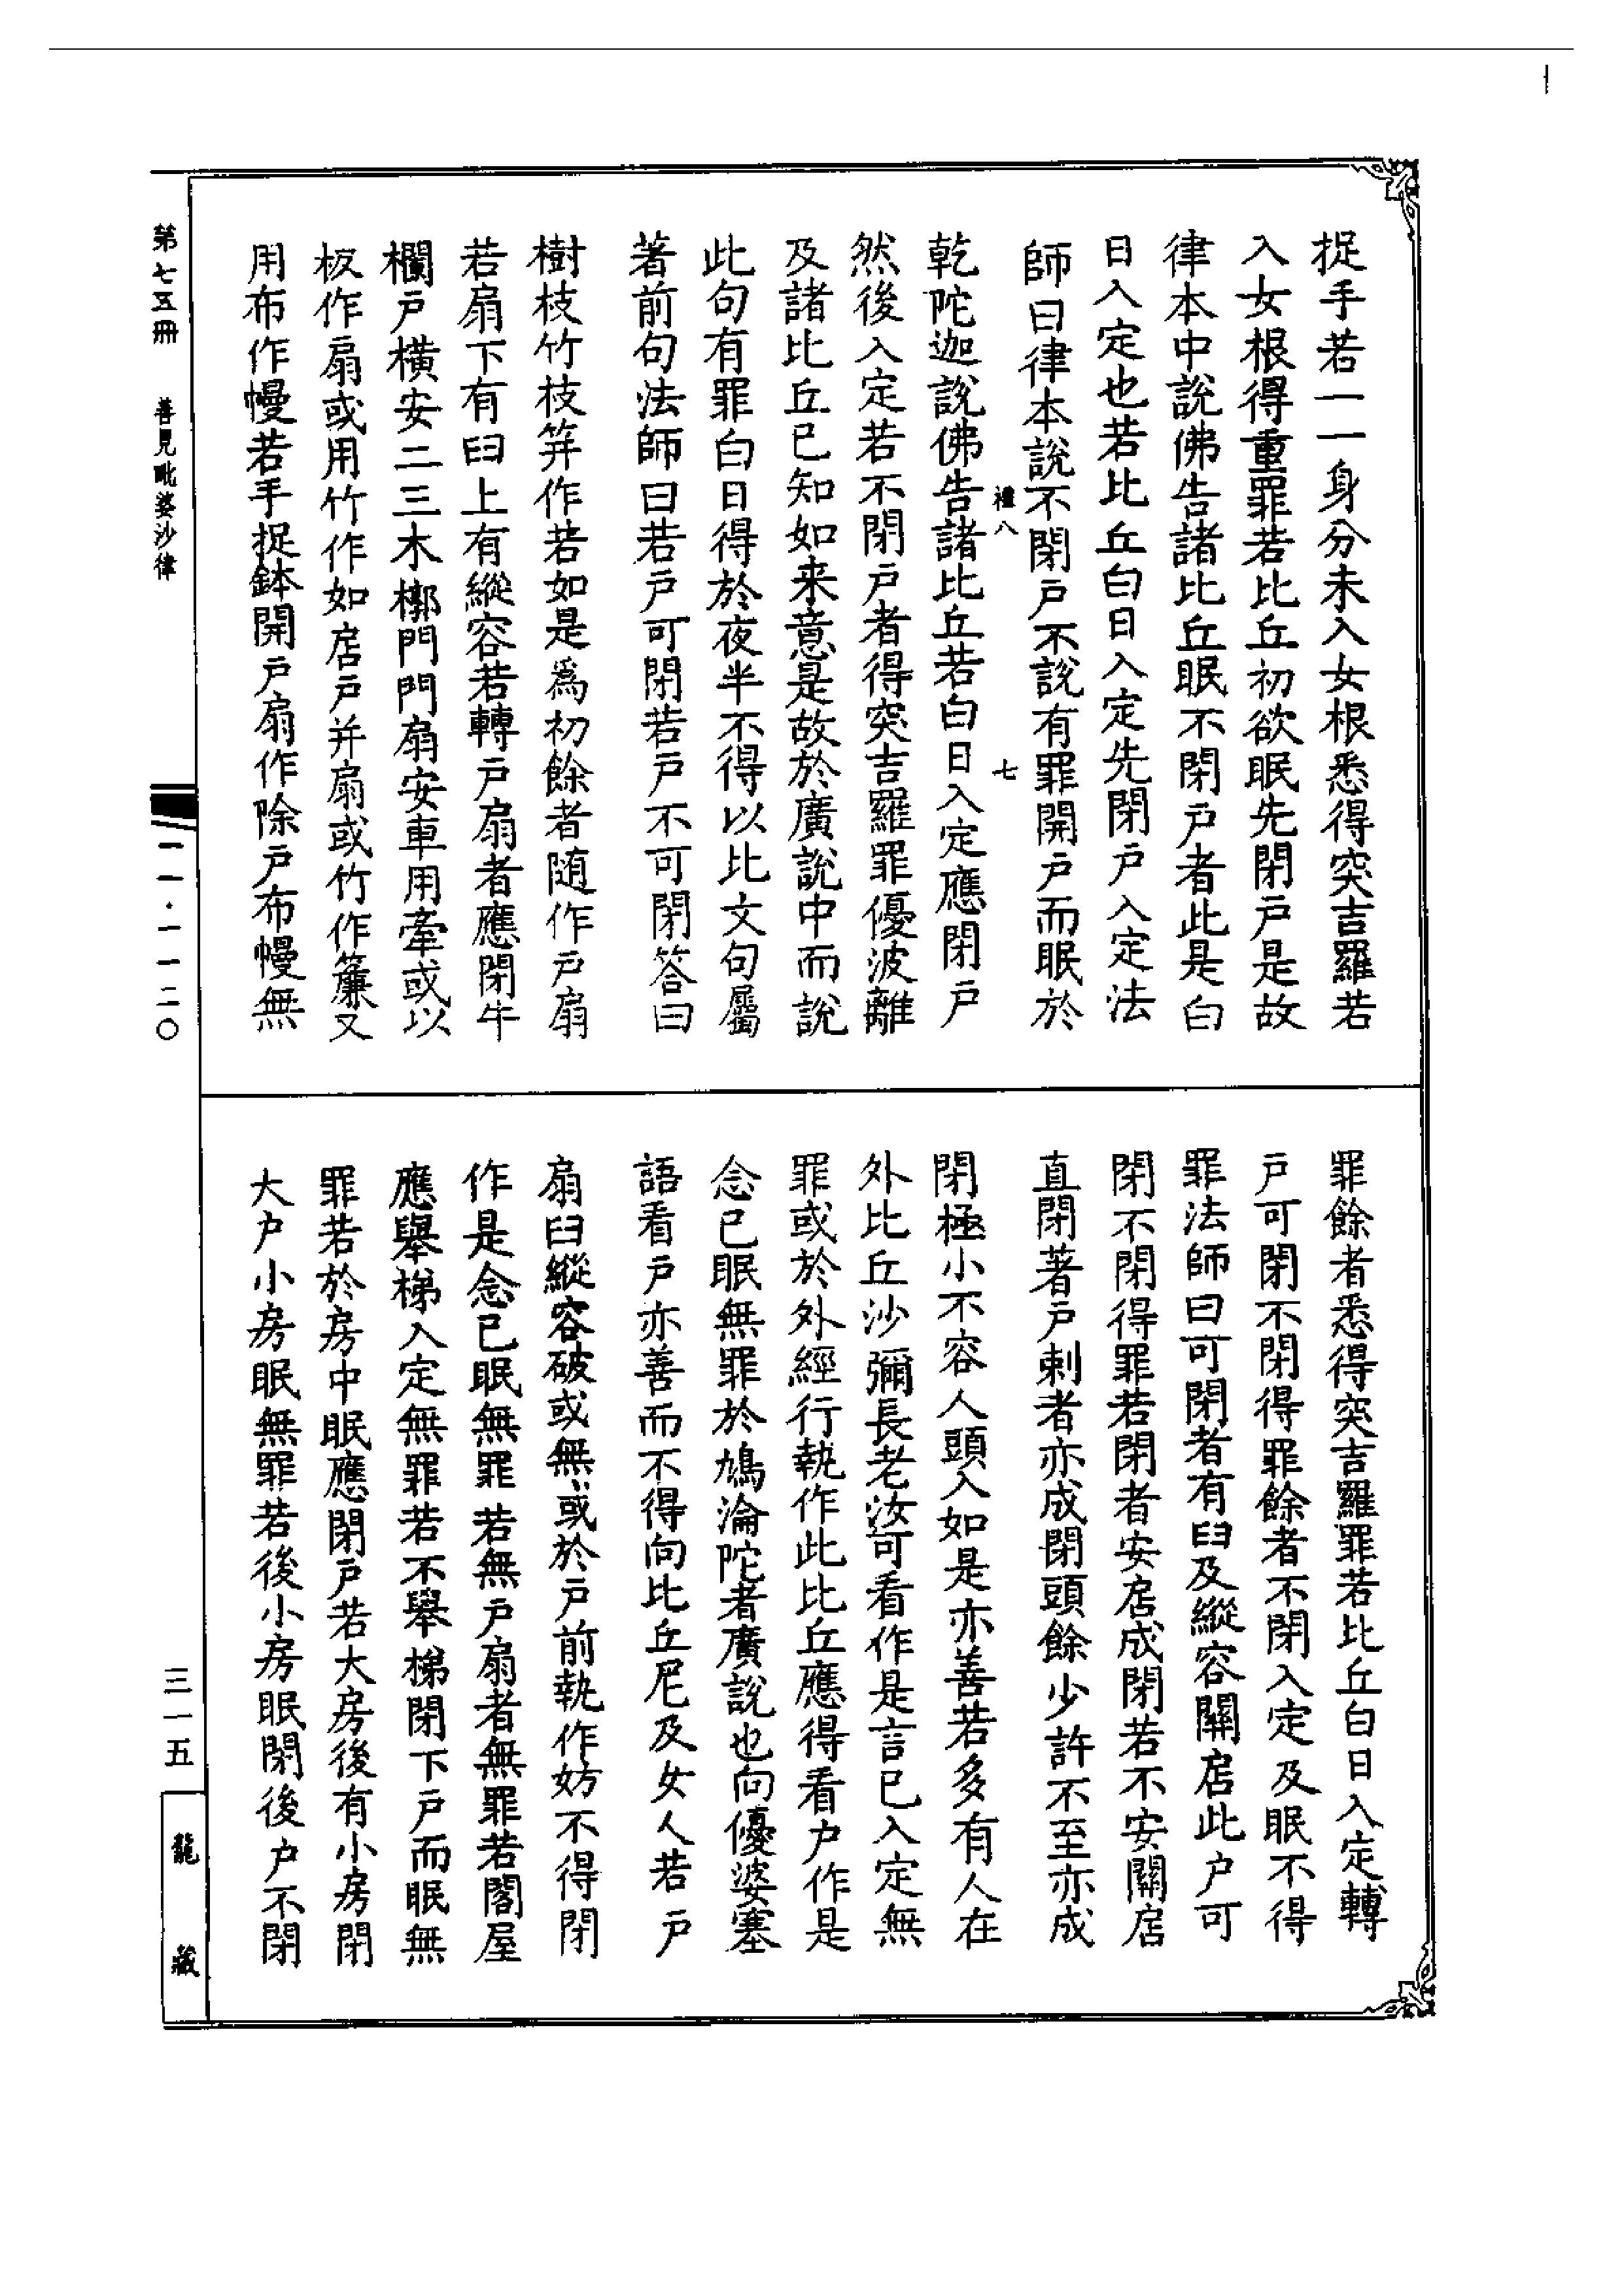 捉手若一一身分未入女根悉得突吉羅若
入女根得重罪若比丘初欲眠先閉戶是故
律本中說佛告諸比丘眠不閉戶者此是白
日入定也若比丘白日入定先閉戶入定法
師曰律本說不閉戶不說有罪開戶而眠於
禮八 七
乾陀迦說佛告諸比丘若白日入定應閉戶
然後入定若不閉戶者得突吉羅罪優波離
及諸比丘已知如来意是故於廣說中而說
此句有罪白日得於夜半不得以比文句屬
著前句法師曰若戶可閉若戶不可閉答曰
樹枝竹枝笄作若如是為初餘者随作戶扇
若扇下有臼上有縱容若轉戶扇者應閉牛
欄戶橫安二三木槨門門扇安車用牽或以
板作扇或用竹作如店戶并扇或竹作簾又
用布作幔若手捉鉢開戶扇作除戶布幔無
罪餘者悉得突吉羅罪若比丘白日入定轉
戶可閉不閉得罪餘者不閉入定及眠不得
罪法師曰可閉者有臼及縱容關扂此戶可
閉不閉得罪若閉者安扂成閉若不安關扂
直閉著戶刺者亦成閉頭餘少許不至亦成
閉極小不容人頭入如是亦善若多有人在
外比丘沙彌長老汝可看作是言已入定無
罪或於外經行執作此比丘應得看户作是
念已眠無罪於鳩淪陀者廣說也向優婆塞
語看戶亦善而不得向比丘尼及女人若戶
扇臼縱容破或無或於戶前執作妨不得閉
作是念已眠無罪若無戶扇者無罪若閣屋
應舉梯入定無罪若不舉梯閉下戶而眠無
罪若於房中眠應閉戶若大房後有小房閉
大户小房眠無罪若後小房眠閉後户不閉
第七五冊 善見毗婆沙律
一一·一一二〇
三一五
龍藏